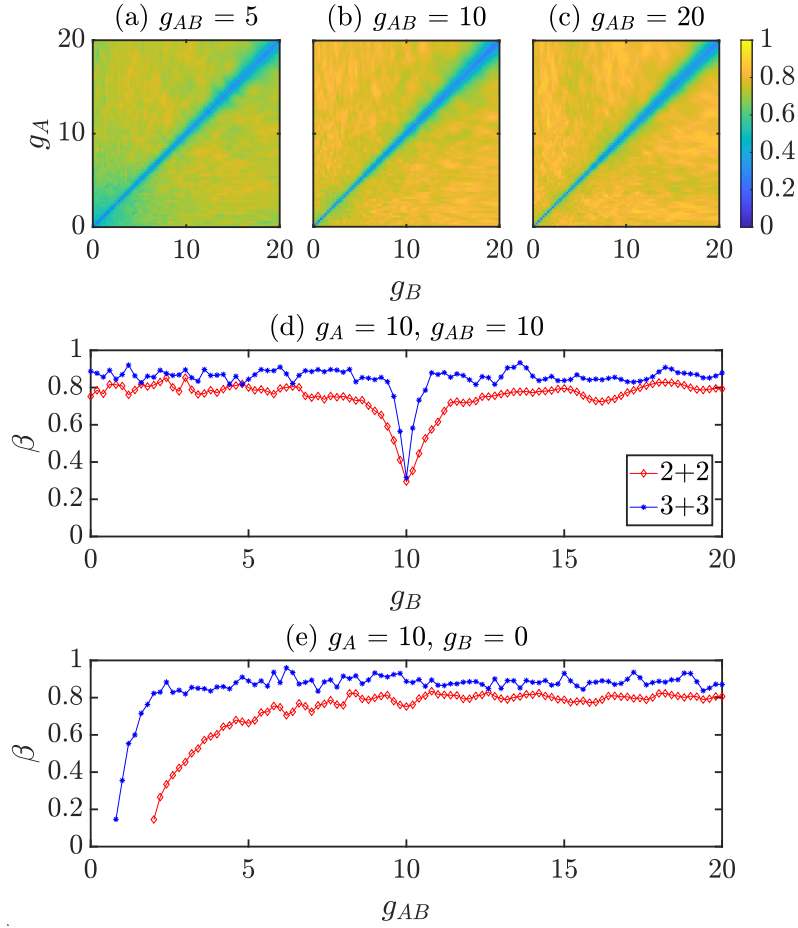 (a) g_AB = 5 (b) g_AB = 10 (c) g_AB = 20
20
10
0
g_A
0 10 20 0 10 20 0 10 20
g_B
1
0.8
0.6
0.4
0.2
0
(d) g_A = 10, g_AB = 10
1
0.8
0.6
0.4
0.2
0
β
2+2
3+3
0 5 10 15 20
g_B
(e) g_A = 10, g_B = 0
1
0.8
0.6
0.4
0.2
0
β
0 5 10 15 20
g_AB